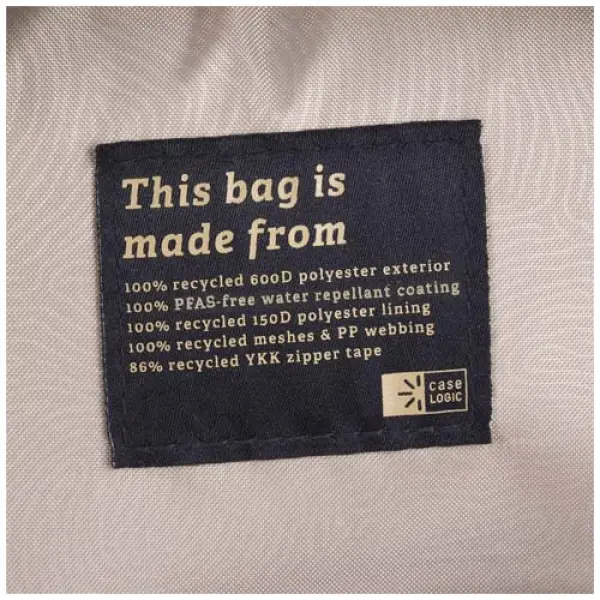 This bag is
made from
100% recycled 600D polyester exterior
100% PFAS-free water repellant coating
100% recycled 150D polyester lining
100% recycled meshes & PP webbing
86% recycled YKK zipper tape
case
LOGIC